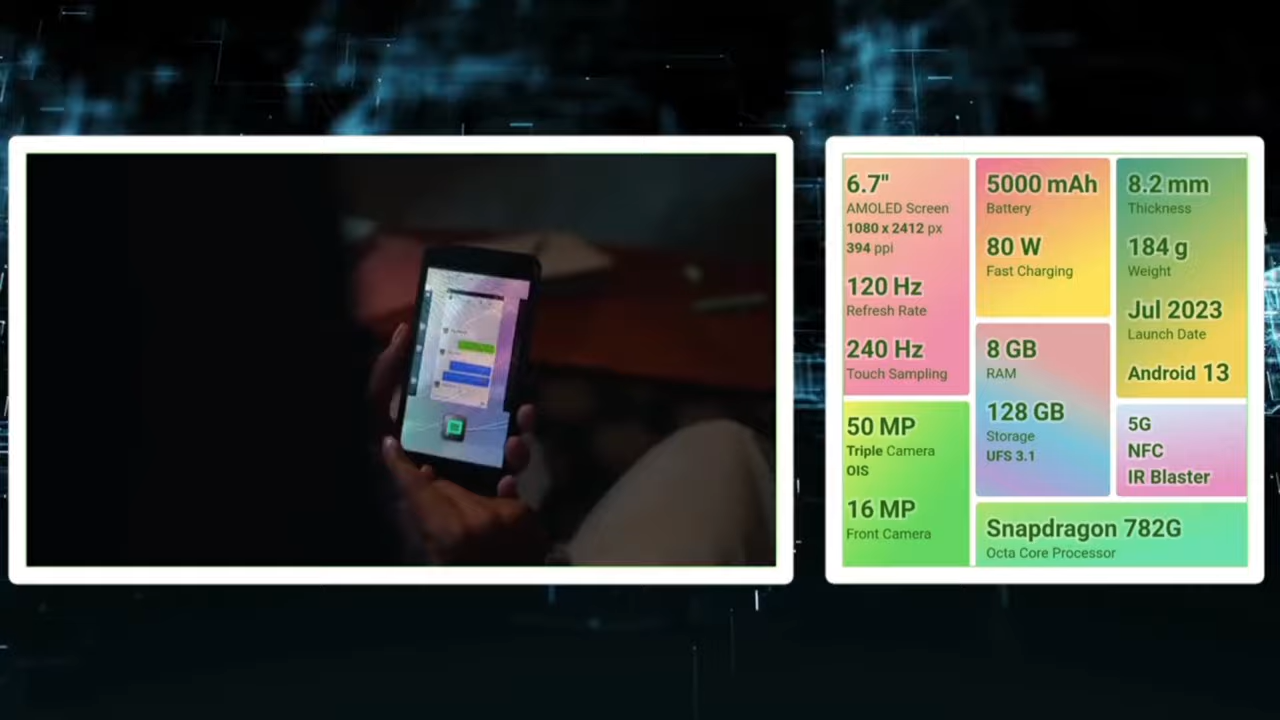 6.7"
AMOLED Screen
1080 x 2412 px
394 ppi
120 Hz
Refresh Rate
240 Hz
Touch Sampling
50 MP
Triple Camera
OIS
16 MP
Front Camera
5000 mAh
Battery
80 W
Fast Charging
8 GB
RAM
128 GB
Storage
UFS 3.1
8.2 mm
Thickness
184 g
Weight
Jul 2023
Launch Date
Android 13
5G
NFC
IR Blaster
Snapdragon 782G
Octa Core Processor